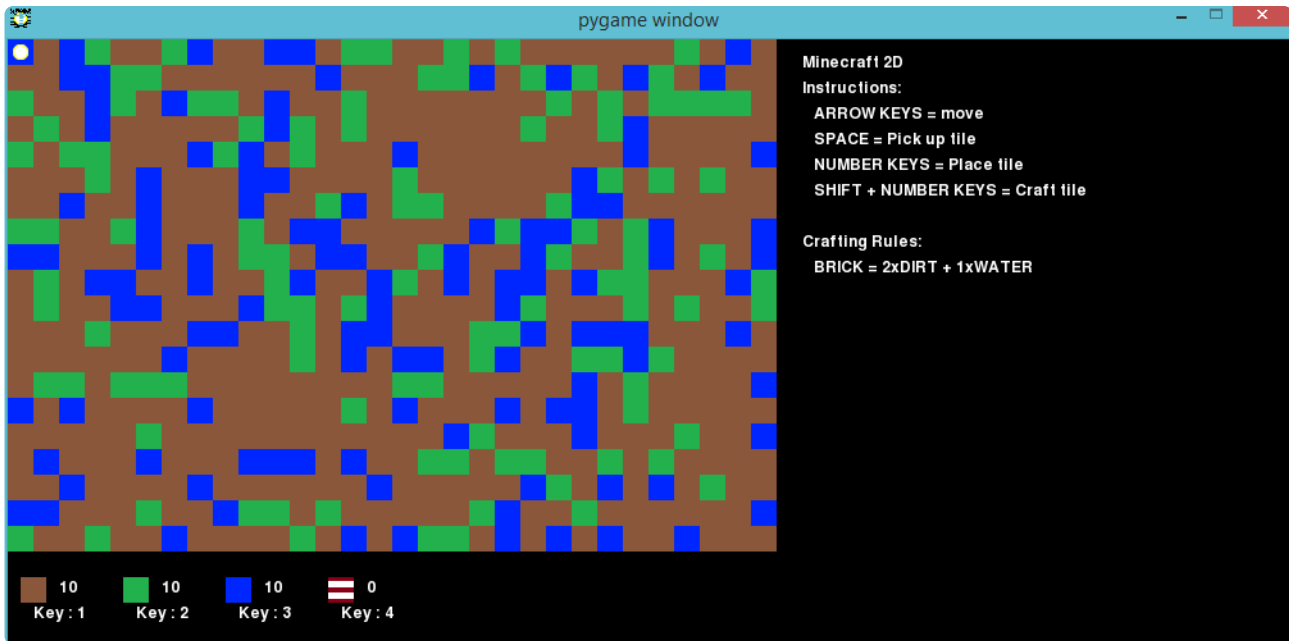 pygame window
Minecraft 2D
Instructions:
ARROW KEYS = move
SPACE = Pick up tile
NUMBER KEYS = Place tile
SHIFT + NUMBER KEYS = Craft tile
Crafting Rules:
BRICK = 2xDIRT + 1xWATER
10 10 10 0
Key : 1 Key : 2 Key : 3 Key : 4